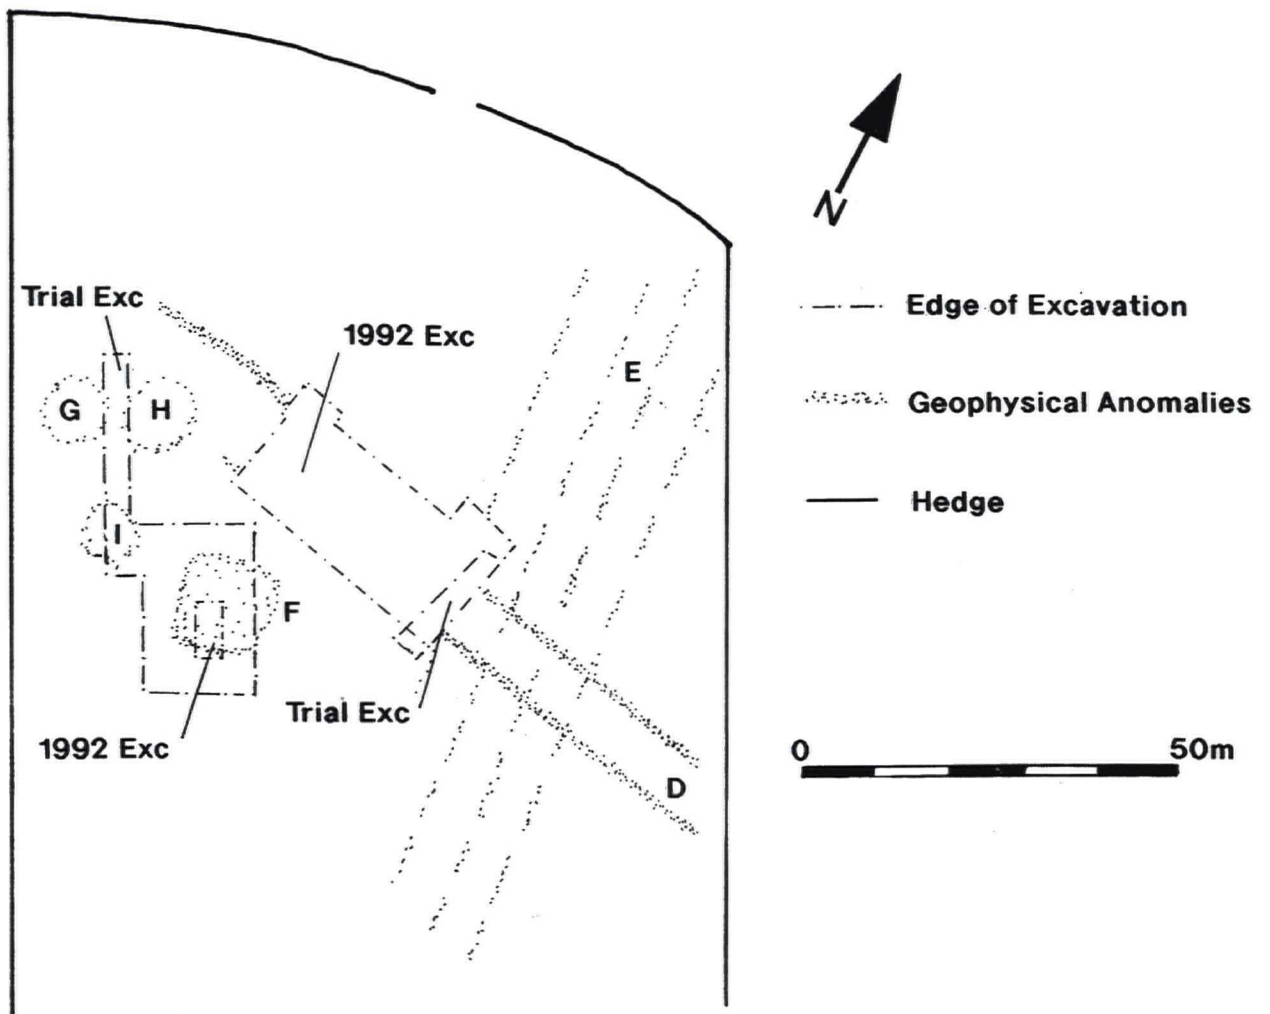 N
Trial Exc
1992 Exc
Edge of Excavation
E
Geophysical Anomalies
G
H
Hedge
I
F
Trial Exc
1992 Exc
0
50m
D